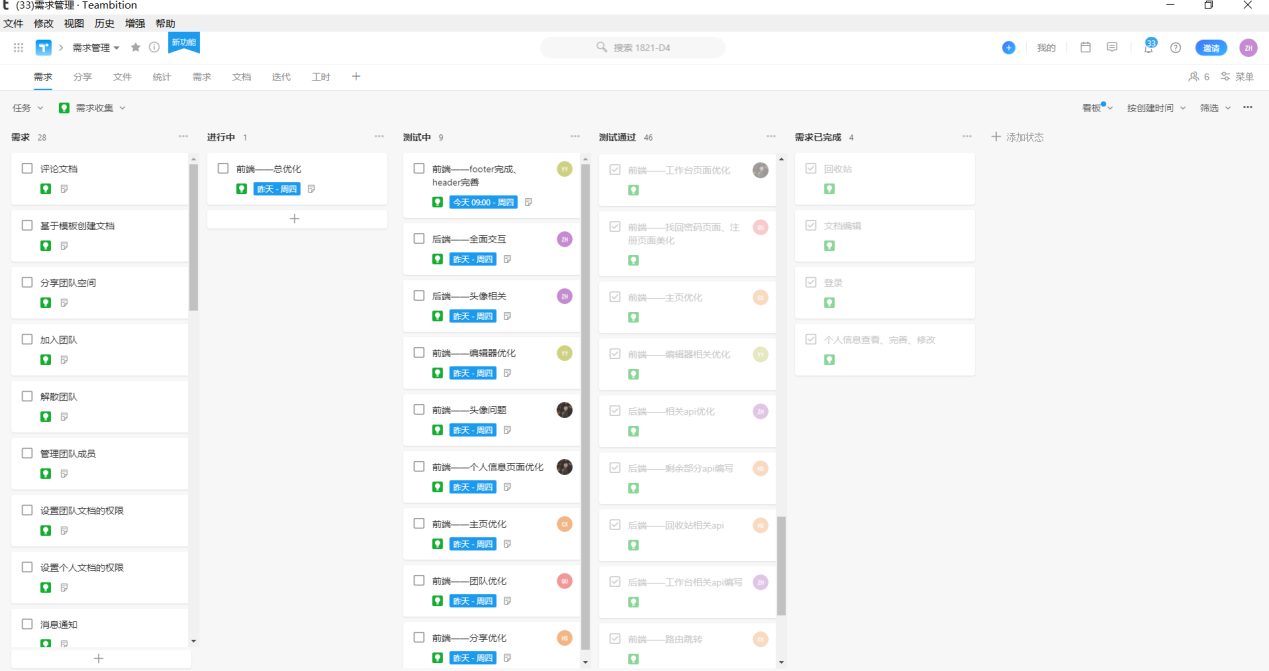 (33)需求管理 · Teambition
文件 修改 视图 历史 增强 帮助
需求管理
新功能
搜索 1821-D4
我的
33
邀请
ZH
需求 分享 文件 统计 需求 文档 迭代 工时
6 菜单
任务 需求收集
看板 按创建时间 筛选
需求 28
评论文档
基于模板创建文档
分享团队空间
加入团队
解散团队
管理团队成员
设置团队文档的权限
设置个人文档的权限
消息通知
进行中 1
前端——总优化
昨天 - 周四
测试中 9
前端——footer完成、
header完善
今天 09:00 - 周四
后端——全面交互
ZH
昨天 - 周四
后端——头像相关
ZH
昨天 - 周四
前端——编辑器优化
昨天 - 周四
前端——头像问题
昨天 - 周四
前端——个人信息页面优化
昨天 - 周四
前端——主页优化
昨天 - 周四
前端——团队优化
昨天 - 周四
前端——分享优化
昨天 - 周四
测试通过 46
前端——工作台页面优化
前端——找回密码页面、注
册页面美化
前端——主页优化
前端——编辑器相关优化
后端——相关api优化
ZH
后端——剩余部分api编写
后端——回收站相关api
后端——工作台相关api编写
ZH
前端——路由跳转
需求已完成 4
回收站
文档编辑
登录
个人信息查看、完善、修改
添加状态